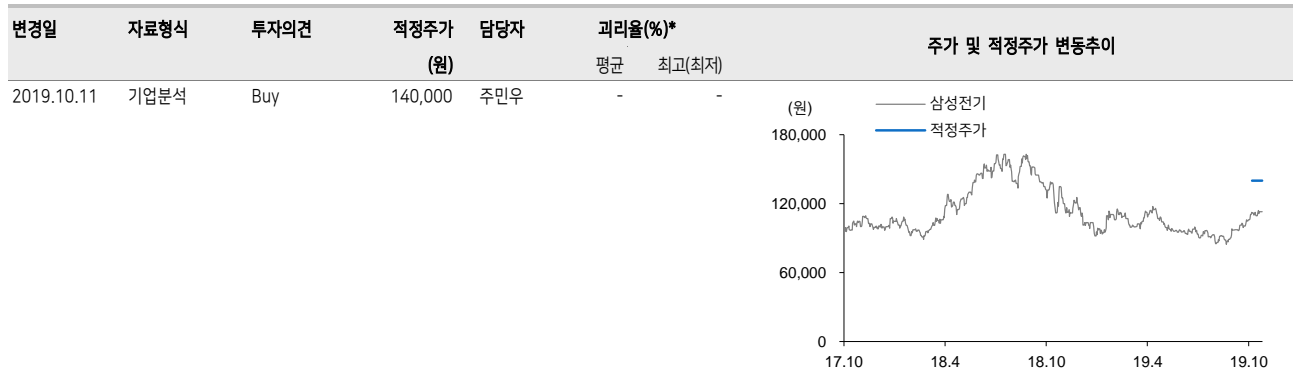 변경일 자료형식 투자의견 적정주가 담당자 괴리율(%)* 주가 및 적정주가 변동추이
(원) 평균 최고(최저)
2019.10.11 기업분석 Buy 140,000 주민우 - -
(원) 삼성전기
적정주가
180,000
120,000
60,000
0
17.10 18.4 18.10 19.4 19.10